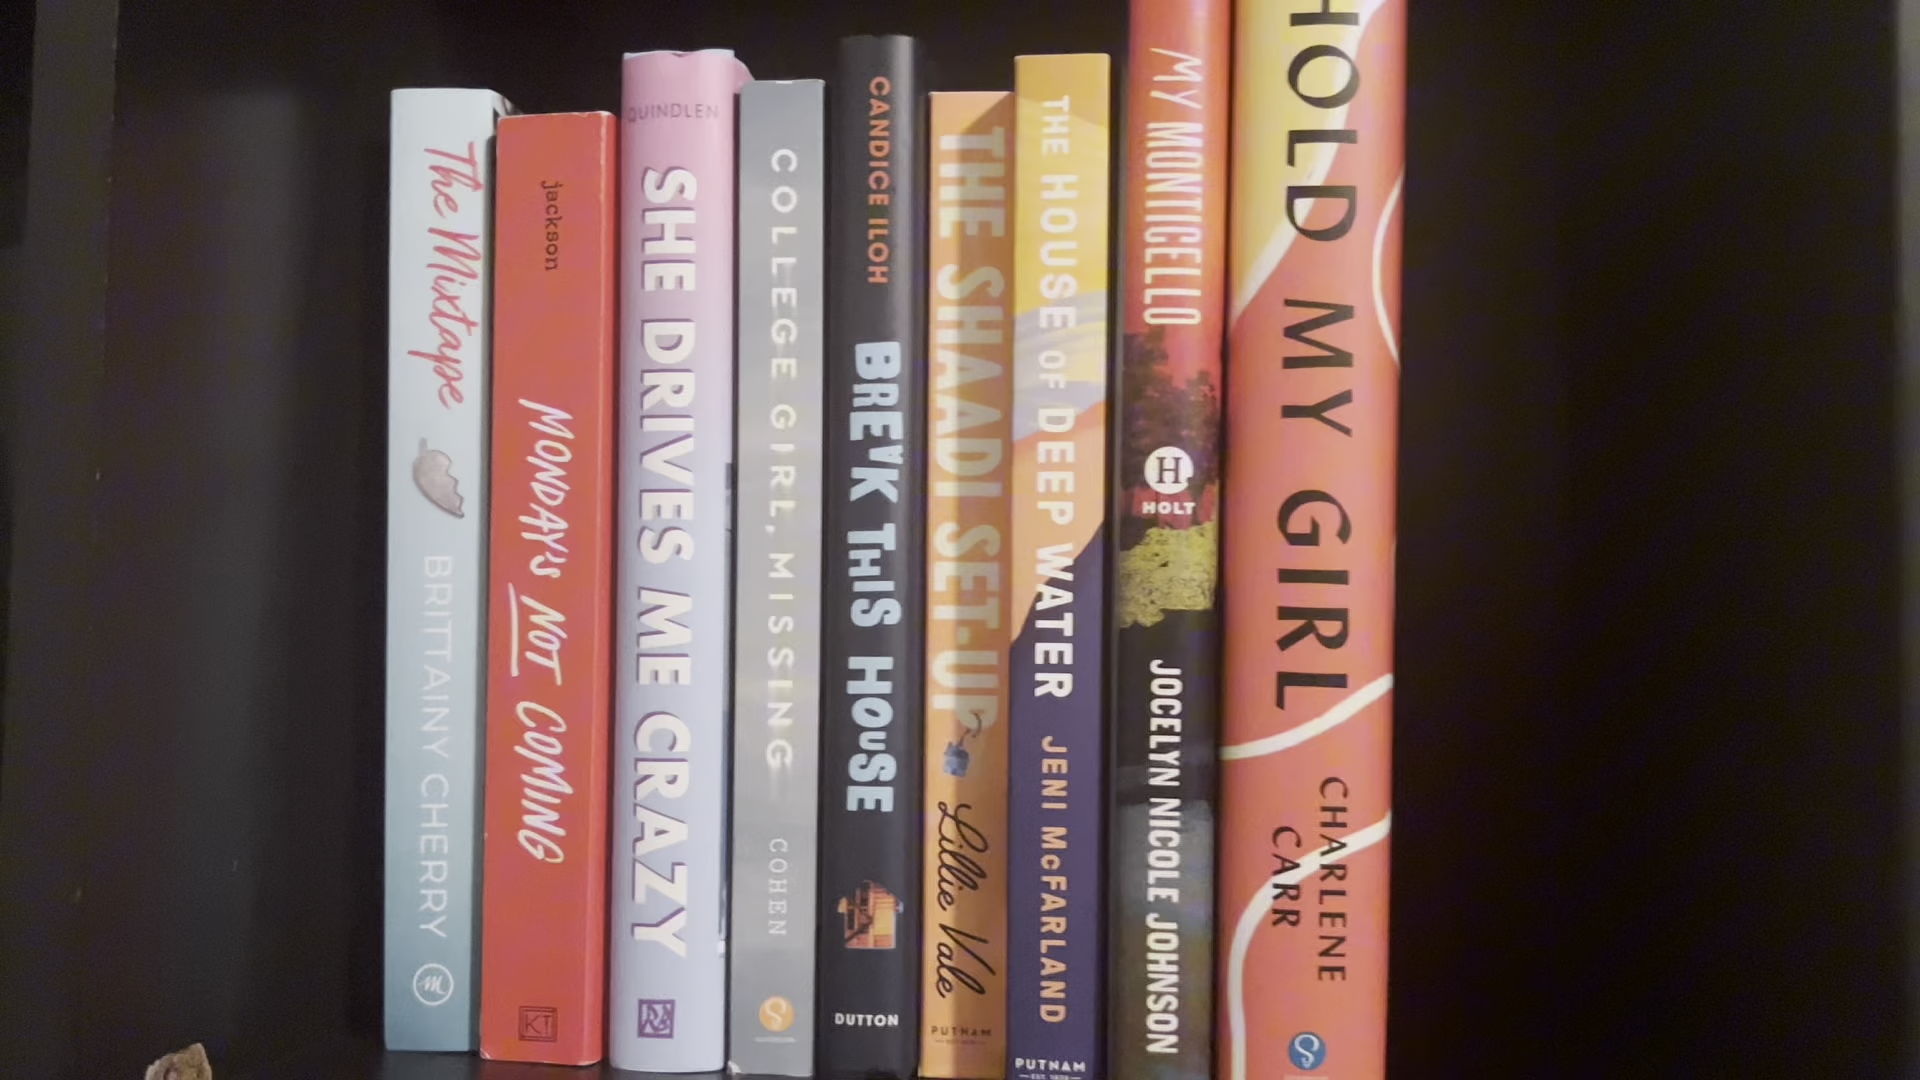 The Mixtape
BRITTAINY CHERRY
m
jackson
MONDAY'S NOT COMING
KT
QUINDLEN
SHE DRIVES ME CRAZY
COLLEGE GIRL, MISSING
COHEN
CANDICE ILOH
BREAK THIS HOUSE
DUTTON
THE SHAADI SET-UP
Lillie Vale
PUTNAM
THE HOUSE OF DEEP WATER
JENI McFARLAND
PUTNAM
MY MONTICELLO
H
HOLT
JOCELYN NICOLE JOHNSON
HOLD MY GIRL
CHARLENE
CARR